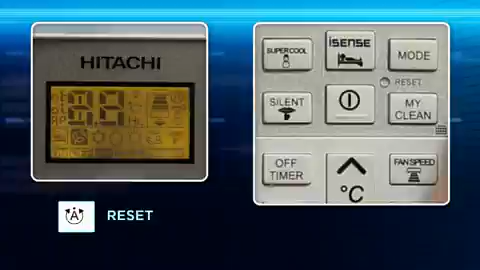 HITACHI
A
RESET
SUPER COOL
iSENSE
MODE
RESET
SILENT
MY
CLEAN
OFF
TIMER
°C
FAN SPEED